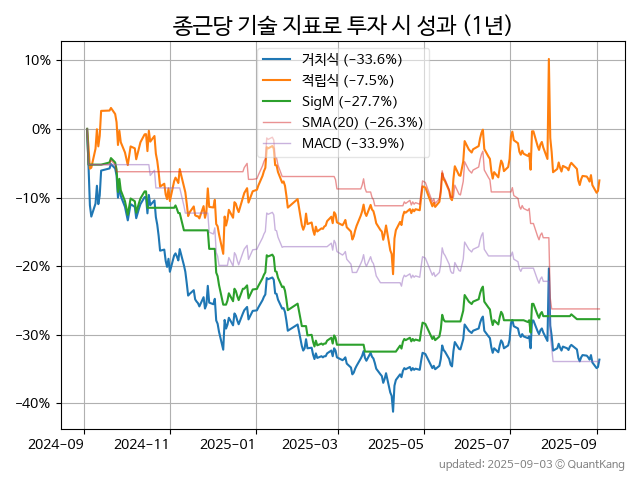 종근당 기술 지표로 투자 시 성과 (1년)
거치식 (−33.6%)
적립식 (−7.5%)
SigM (−27.7%)
SMA(20) (−26.3%)
MACD (−33.9%)
10%
0%
−10%
−20%
−30%
−40%
2024-09 2024-11 2025-01 2025-03 2025-05 2025-07 2025-09
updated: 2025-09-03 © QuantKang